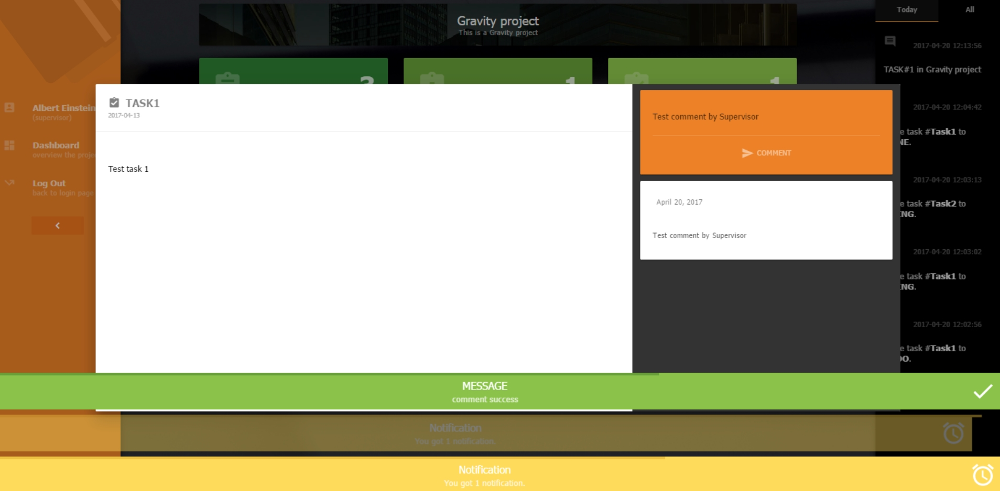 Gravity project
This is a Gravity project
Today
All
3
1
1
2017-04-20 12:13:56
TASK#1 in Gravity project
2017-04-20 12:04:42
task #Task1 to
2017-04-20 12:03:13
task #Task2 to
2017-04-20 12:03:02
task #Task1 to
2017-04-20 12:02:56
task #Task1 to
Albert Einstein
(supervisor)
Dashboard
overview the
Log Out
back to login page
TASK1
2017-04-13
Test task 1
Test comment by Supervisor
COMMENT
April 20, 2017
Test comment by Supervisor
MESSAGE
comment success
Notification
You got 1 notification.
Notification
You got 1 notification.